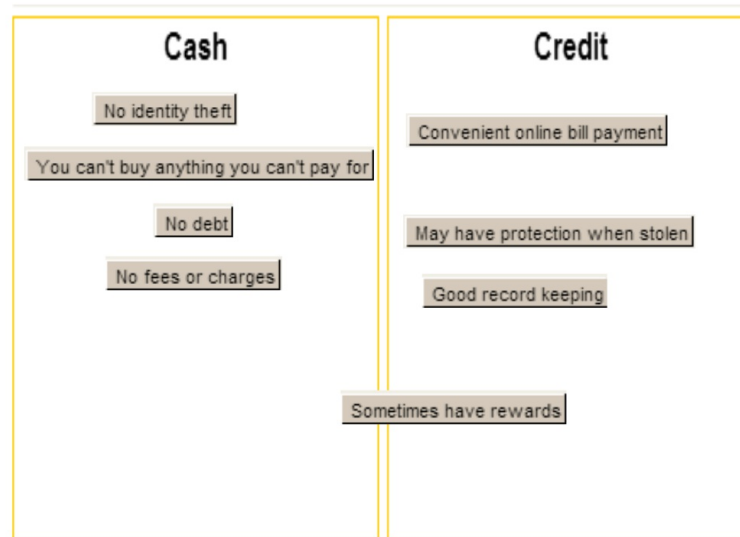 Cash
No identity theft
You can't buy anything you can't pay for
No debt
No fees or charges
Credit
Convenient online bill payment
May have protection when stolen
Good record keeping
Sometimes have rewards